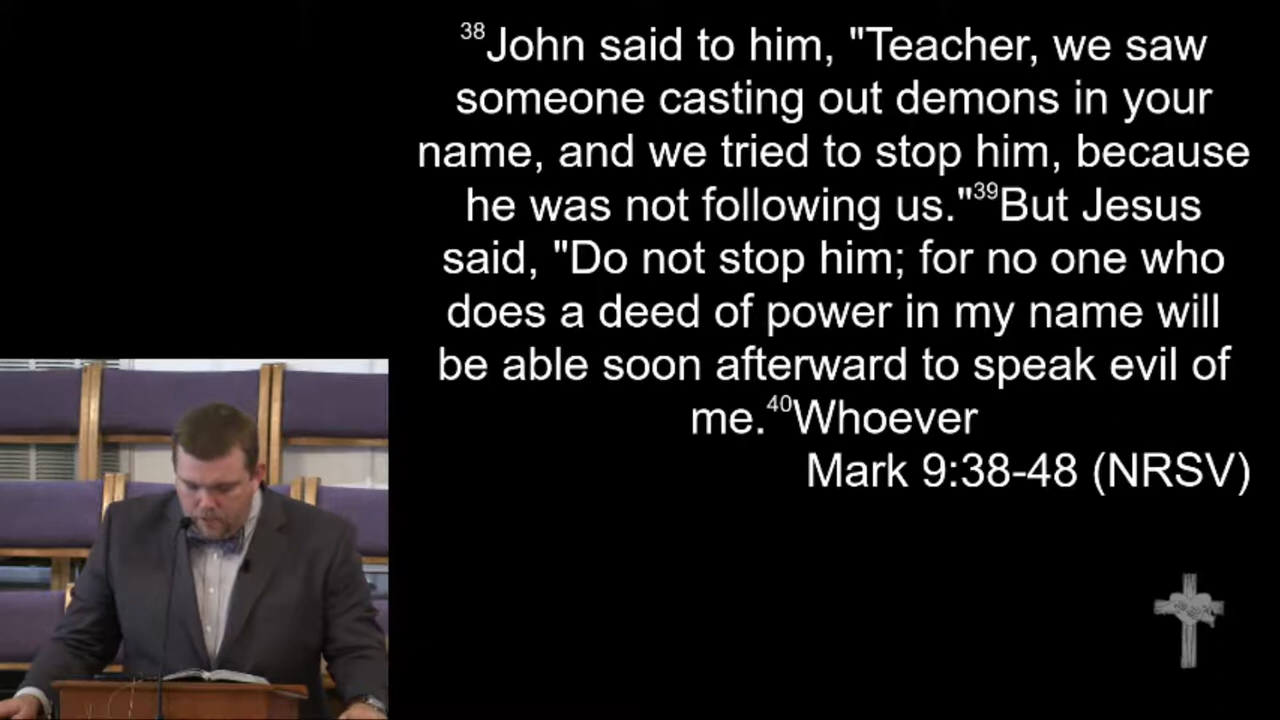 38John said to him, "Teacher, we saw
someone casting out demons in your
name, and we tried to stop him, because
he was not following us."39But Jesus
said, "Do not stop him; for no one who
does a deed of power in my name will
be able soon afterward to speak evil of
me.40Whoever
Mark 9:38-48 (NRSV)